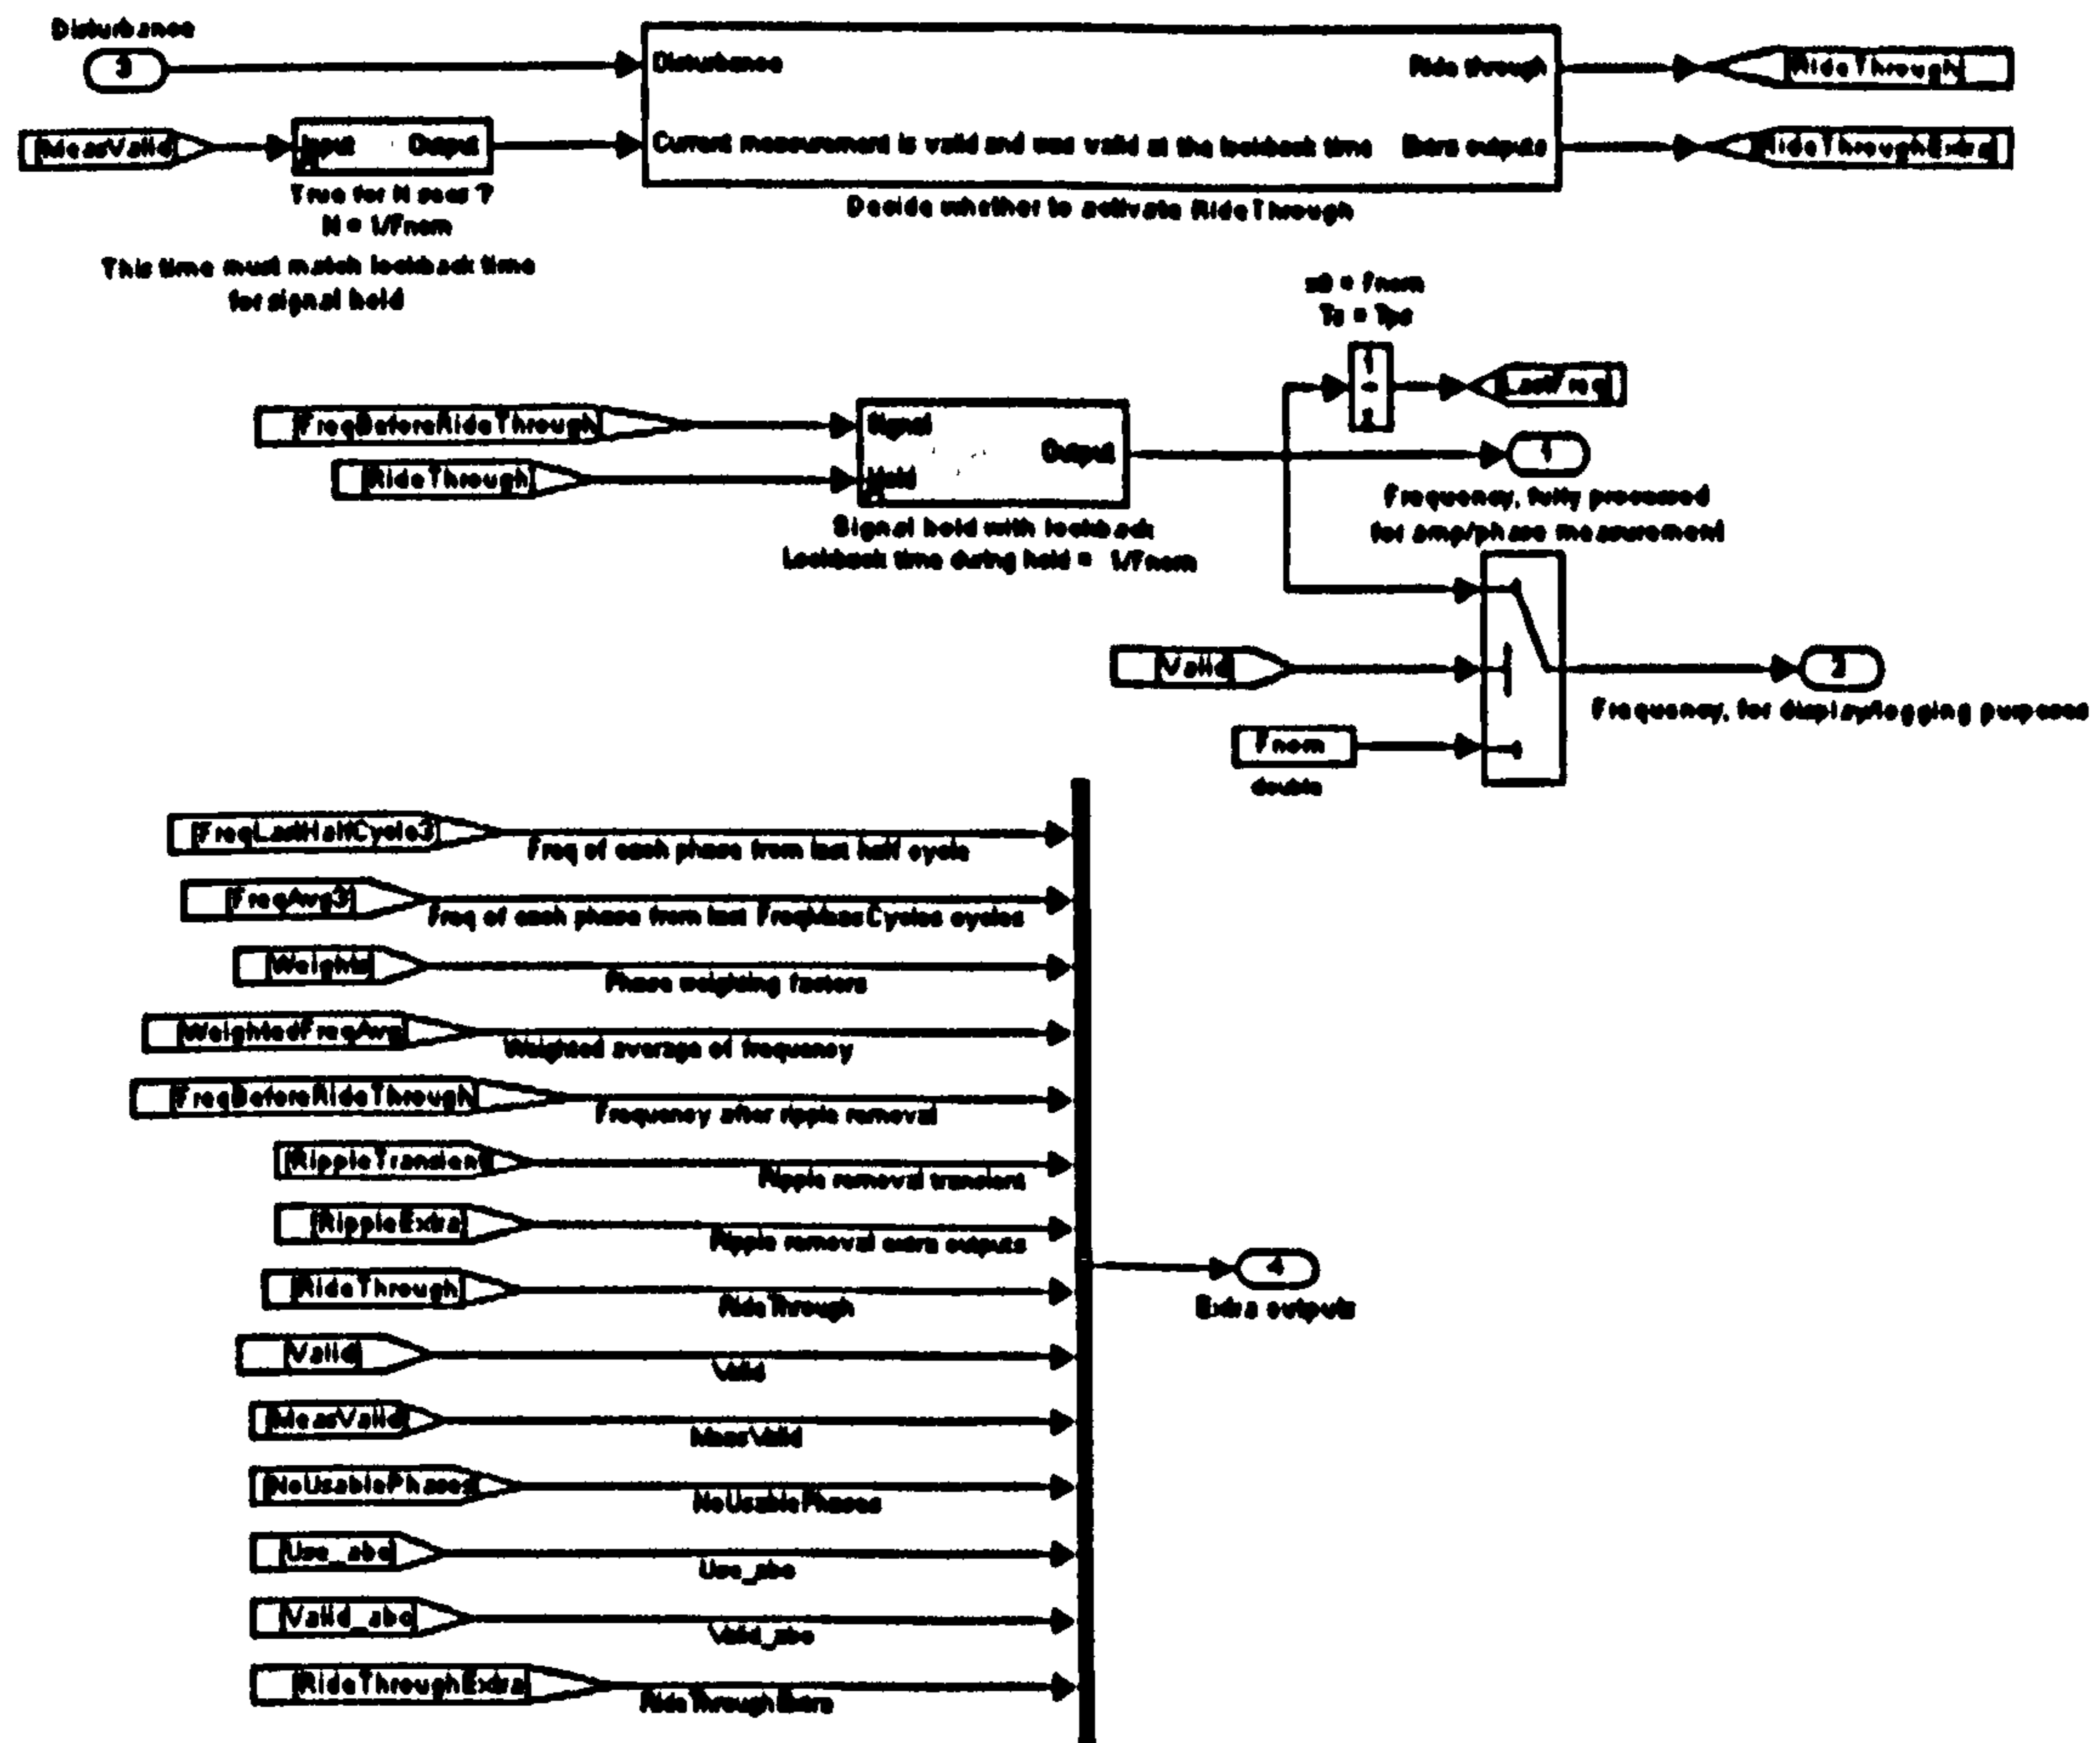 Disturbance
3
Disturbance
Ride through
[RideThrough]
[MeasValid]
Input
Output
Current measurement is valid and was valid at the lookback time
Extra outputs
[RideThroughExtra]
True for N secs ?
N = 1/Fnom
Decide whether to activate RideThrough
This time must match lookback time
for signal hold
x0 = Fnom
Ts = Tps
1
z
[LastFreq]
[FreqBeforeRideThrough]
Signal
Output
1
[RideThrough]
Hold
Frequency, fully processed
for amp/phase measurement
Signal hold with lookback
Lookback time during hold = 1/Fnom
[Valid]
2
Frequency, for display/logging purposes
Fnom
double
[FreqLastHalfCycle3]
Freq of each phase from last half cycle
[FreqAvg3]
Freq of each phase from last FreqMeasCycles cycles
[Weights]
Phase weighting factors
[WeightedFreqAvg]
Weighted average of frequency
[FreqBeforeRideThrough]
Frequency after ripple removal
[RippleTransient]
Ripple removal transient
[RippleExtra]
Ripple removal extra outputs
[RideThrough]
RideThrough
4
Extra outputs
[Valid]
Valid
[MeasValid]
MeasValid
[NoUsablePhases]
NoUsablePhases
[Use_abc]
Use_abc
[Valid_abc]
Valid_abc
[RideThroughExtra]
RideThroughExtra